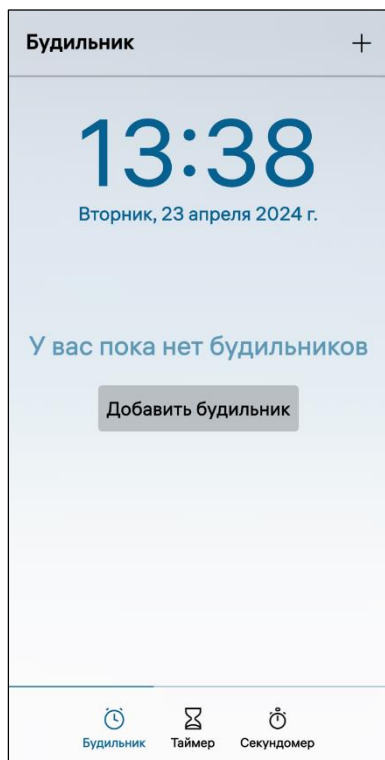 Будильник
13:38
Вторник, 23 апреля 2024 г.
У вас пока нет будильников
Добавить будильник
Будильник Таймер Секундомер